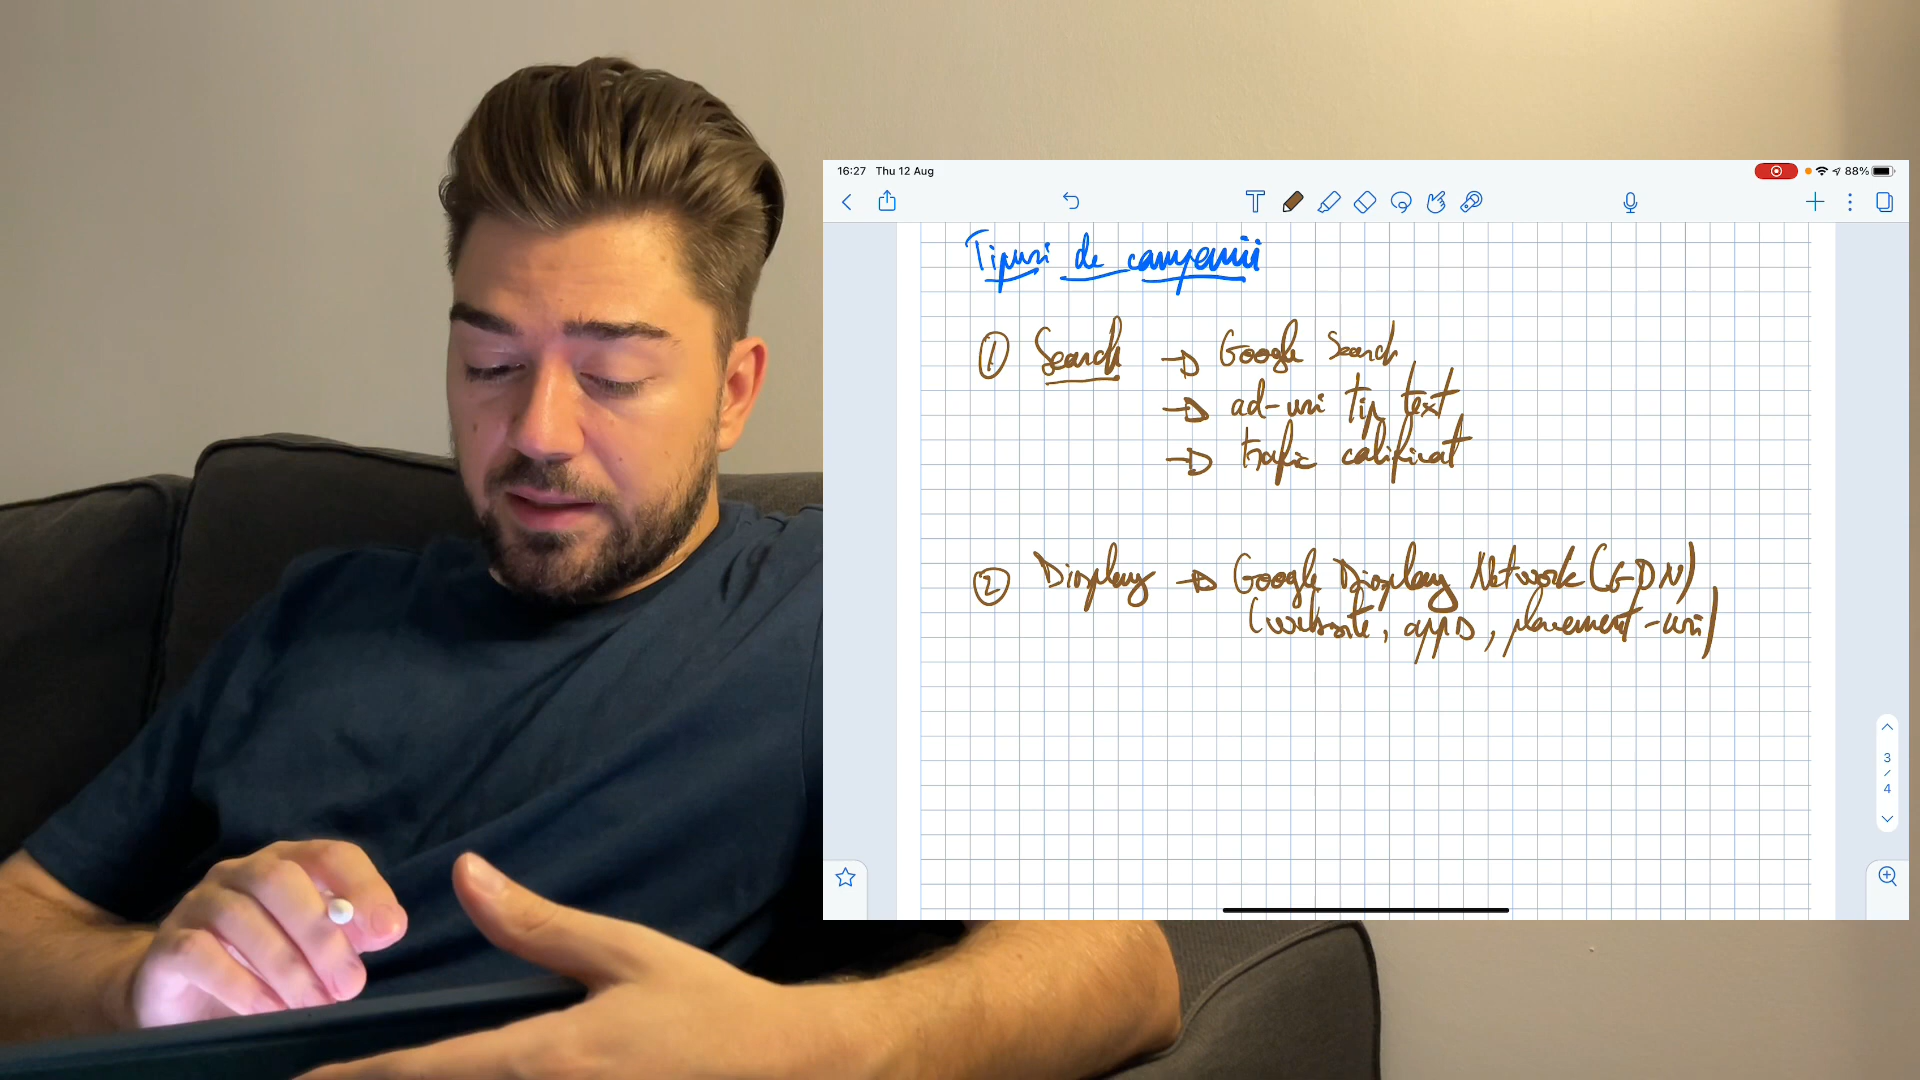 16:27 Thu 12 Aug 88%
T
Tipuri de campanii
1 Search → Google Search
→ ad-uri tip text
→ trafic calificat
2 Display → Google Display Network (GDN)
(website, apps, placement-uri)
3
/
4